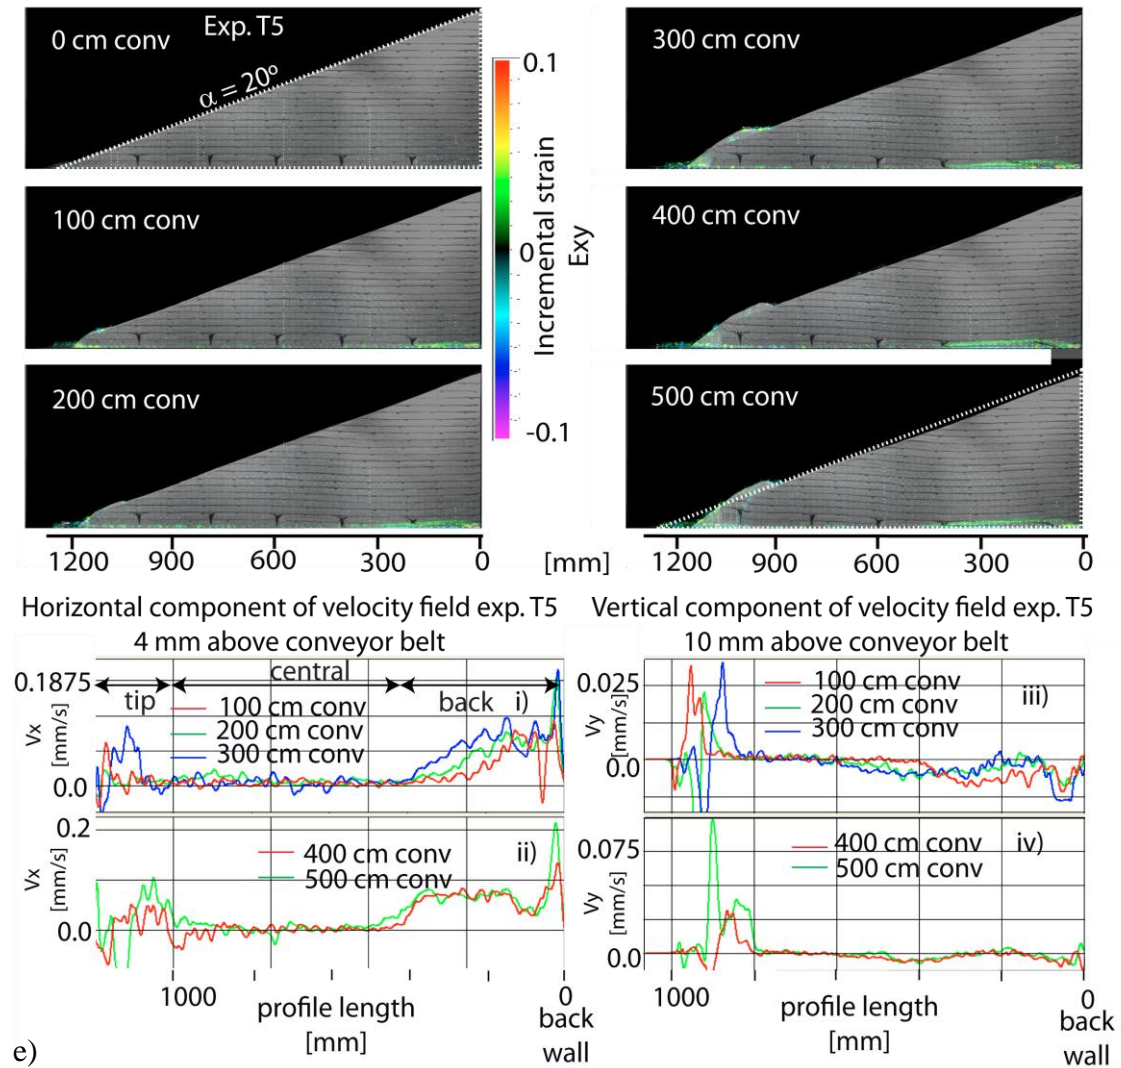 0 cm conv
Exp. T5
α = 20°
0.1
0
-0.1
Incremental strain
Exy
100 cm conv
200 cm conv
300 cm conv
400 cm conv
500 cm conv
1200 900 600 300 0
[mm]
1200 900 600 300 0
Horizontal component of velocity field exp. T5
4 mm above conveyor belt
central
tip
back
i)
0.1875
0.0
Vx
[mm/s]
100 cm conv
200 cm conv
300 cm conv
0.2
0.0
Vx
[mm/s]
ii)
400 cm conv
500 cm conv
1000
0
profile length
[mm]
back
wall
Vertical component of velocity field exp. T5
10 mm above conveyor belt
0.025
0.0
Vy
[mm/s]
100 cm conv
200 cm conv
300 cm conv
iii)
0.075
0.0
Vy
[mm/s]
400 cm conv
500 cm conv
iv)
1000
0
profile length
[mm]
back
wall
e)